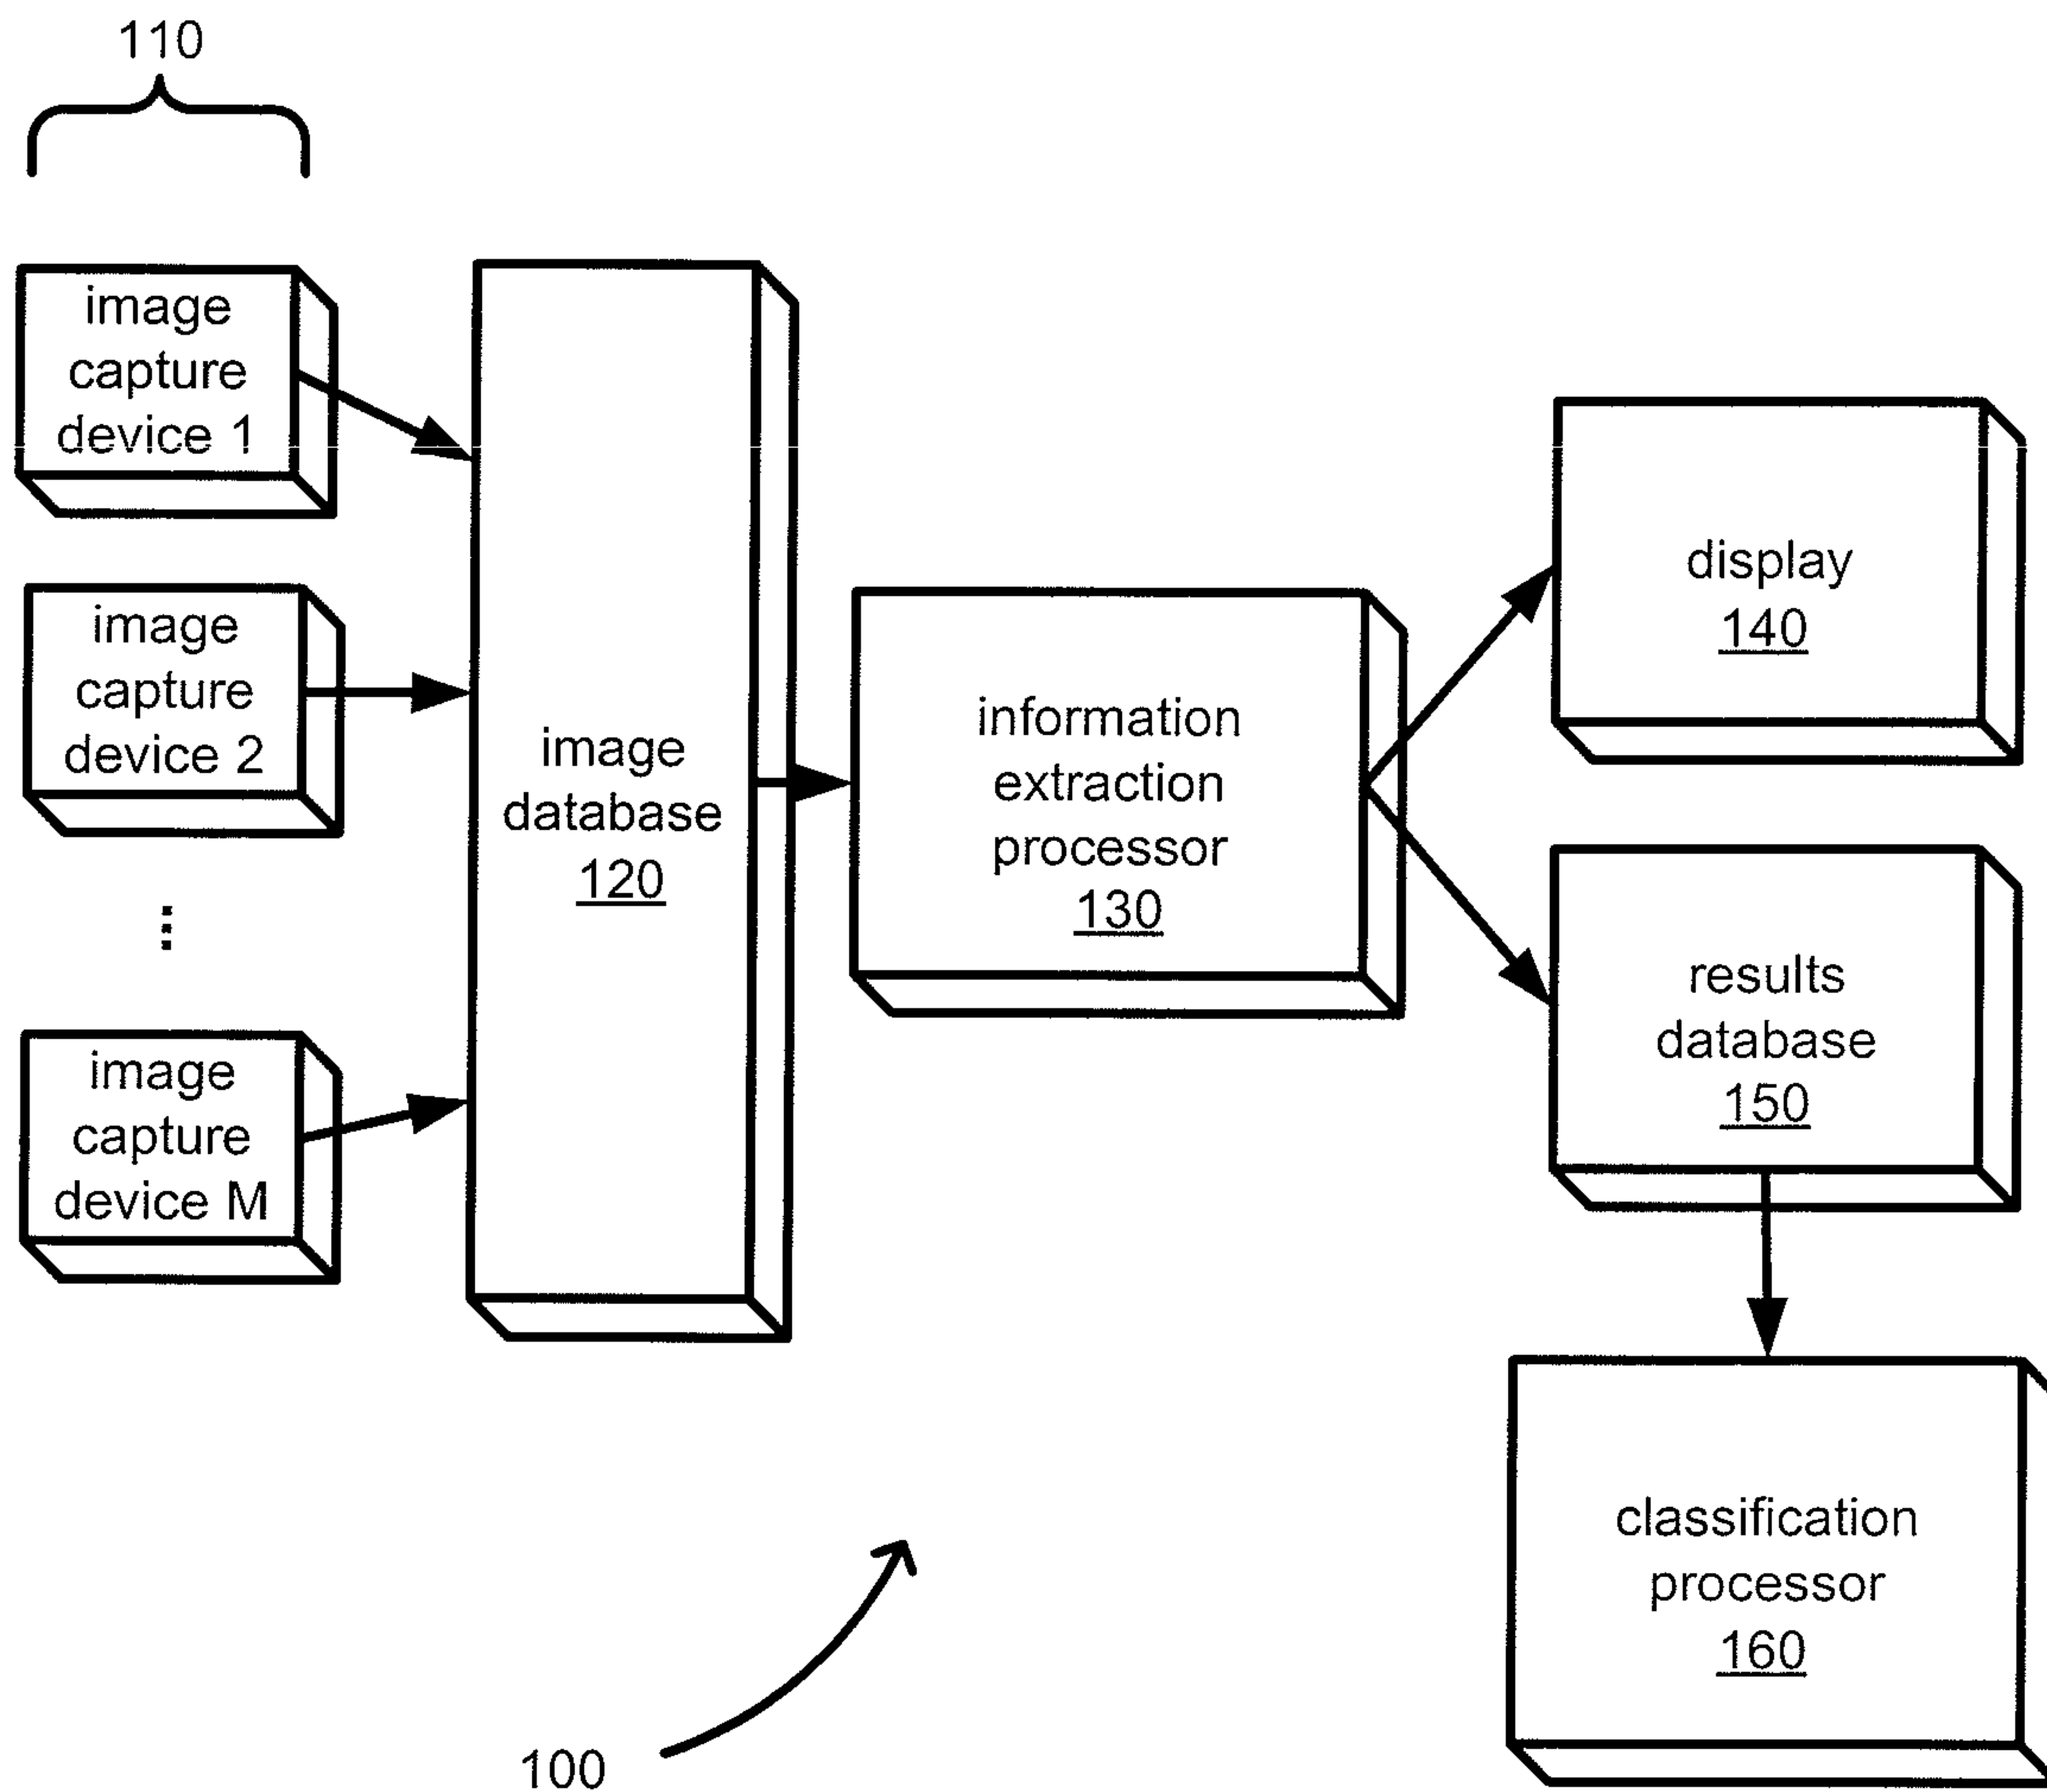 110
image
capture
device 1
image
capture
device 2
...
image
capture
device M
image
database
120
information
extraction
processor
130
display
140
results
database
150
classification
processor
160
100